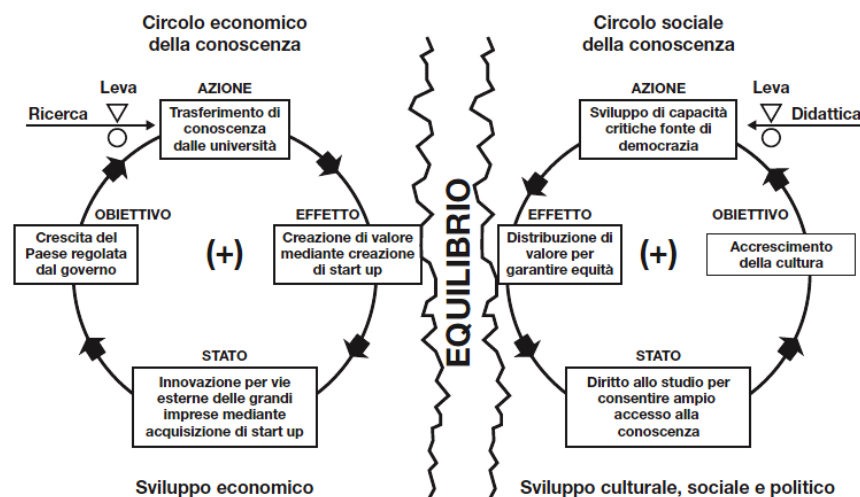 Circolo economico
della conoscenza
Leva
Ricerca
AZIONE
Trasferimento di
conoscenza
dalle università
OBIETTIVO
Crescita del
Paese regolata
dal governo
(+)
EFFETTO
Creazione di valore
mediante creazione
di start up
STATO
Innovazione per vie
esterne delle grandi
imprese mediante
acquisizione di start up
Sviluppo economico
EQUILIBRIO
Circolo sociale
della conoscenza
AZIONE
Sviluppo di capacità
critiche fonte di
democrazia
Leva
Didattica
EFFETTO
Distribuzione di
valore per
garantire equità
(+)
OBIETTIVO
Accrescimento
della cultura
STATO
Diritto allo studio per
consentire ampio
accesso alla
conoscenza
Sviluppo culturale, sociale e politico